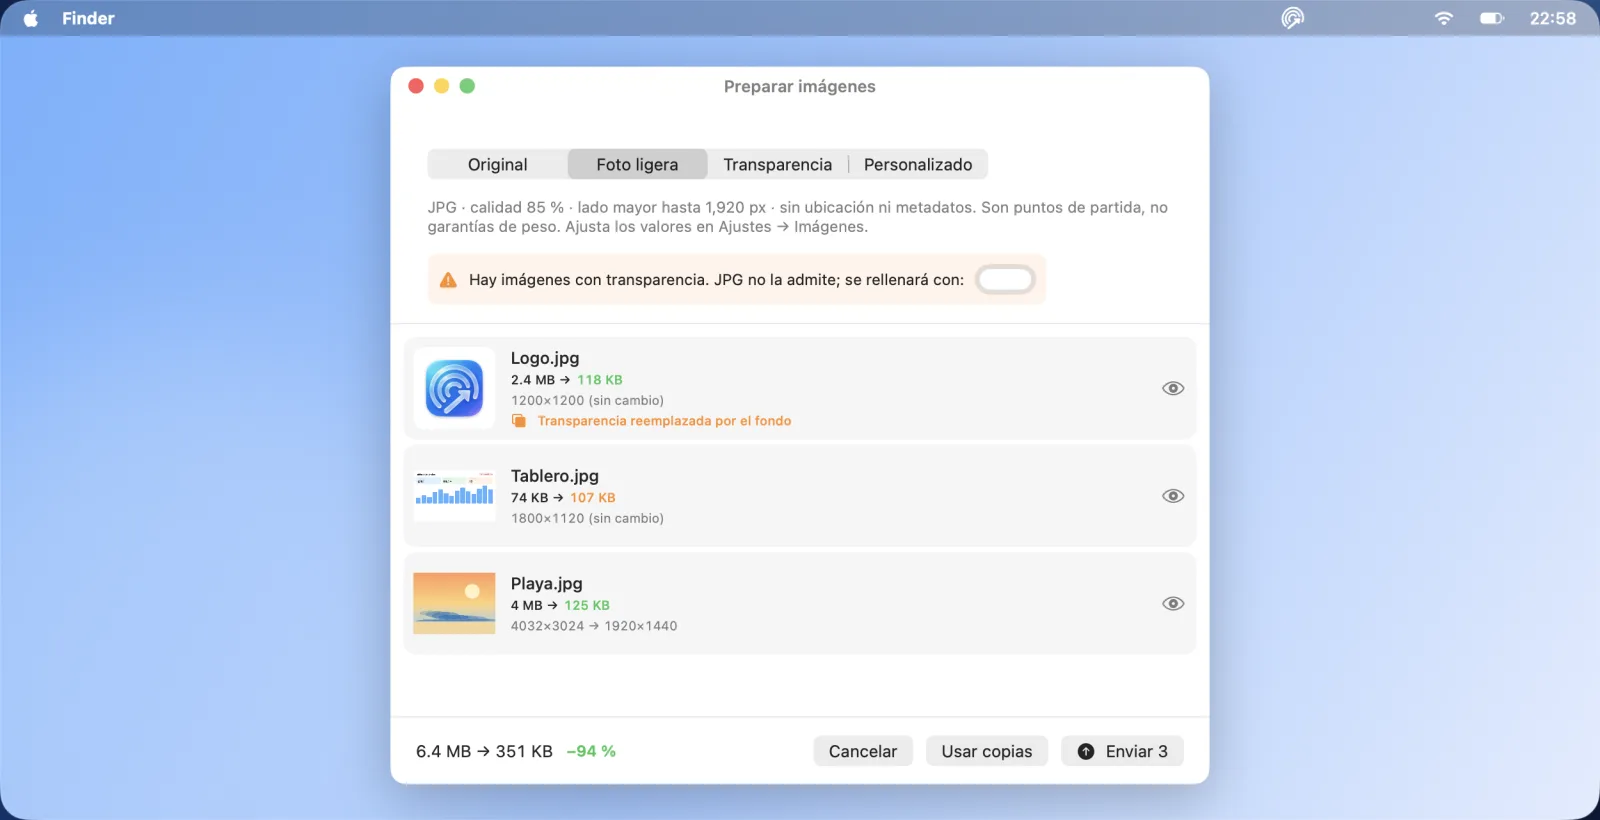 Finder
22:58
Preparar imágenes
Original
Foto ligera
Transparencia
Personalizado
JPG · calidad 85 % · lado mayor hasta 1,920 px · sin ubicación ni metadatos. Son puntos de partida, no
garantías de peso. Ajusta los valores en Ajustes → Imágenes.
Hay imágenes con transparencia. JPG no la admite; se rellenará con:
Logo.jpg
2.4 MB → 118 KB
1200×1200 (sin cambio)
Transparencia reemplazada por el fondo
Tablero.jpg
74 KB → 107 KB
1800×1120 (sin cambio)
Playa.jpg
4 MB → 125 KB
4032×3024 → 1920×1440
6.4 MB → 351 KB −94 %
Cancelar
Usar copias
Enviar 3